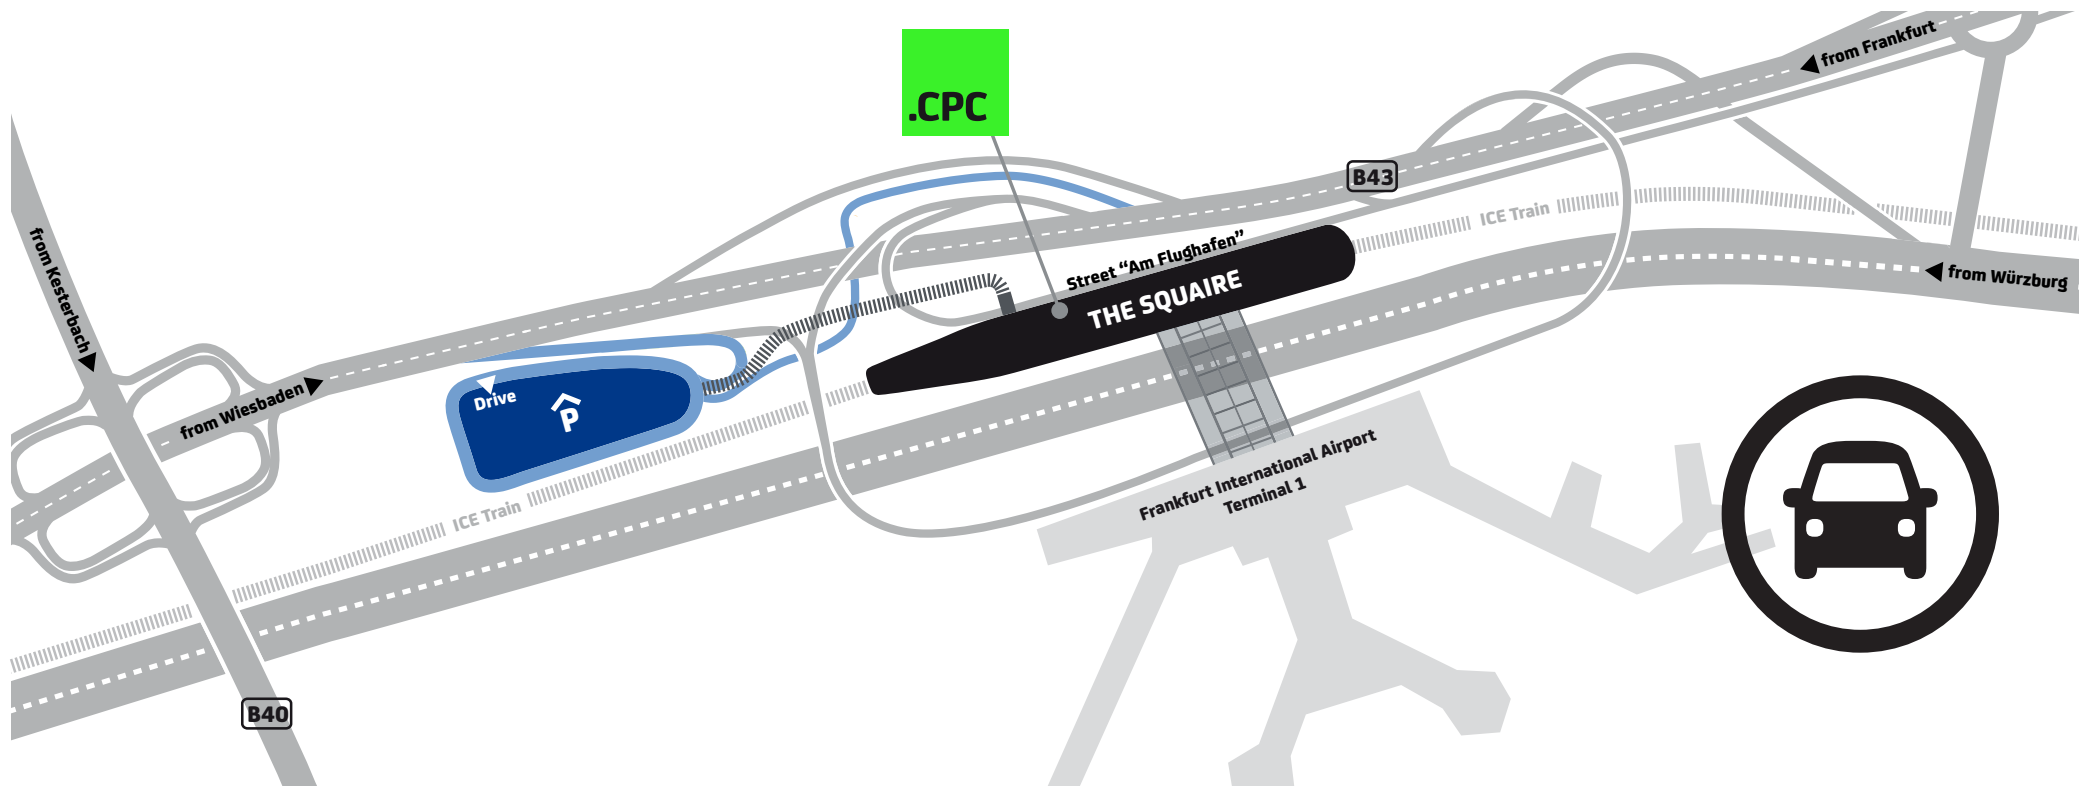 from Frankfurt
.CPC
B43
ICE Train
from Kesterbach
Street “Am Flughafen”
THE SQUAIRE
from Würzburg
from Wiesbaden
Drive
P
ICE Train
Frankfurt International Airport
Terminal 1
B40